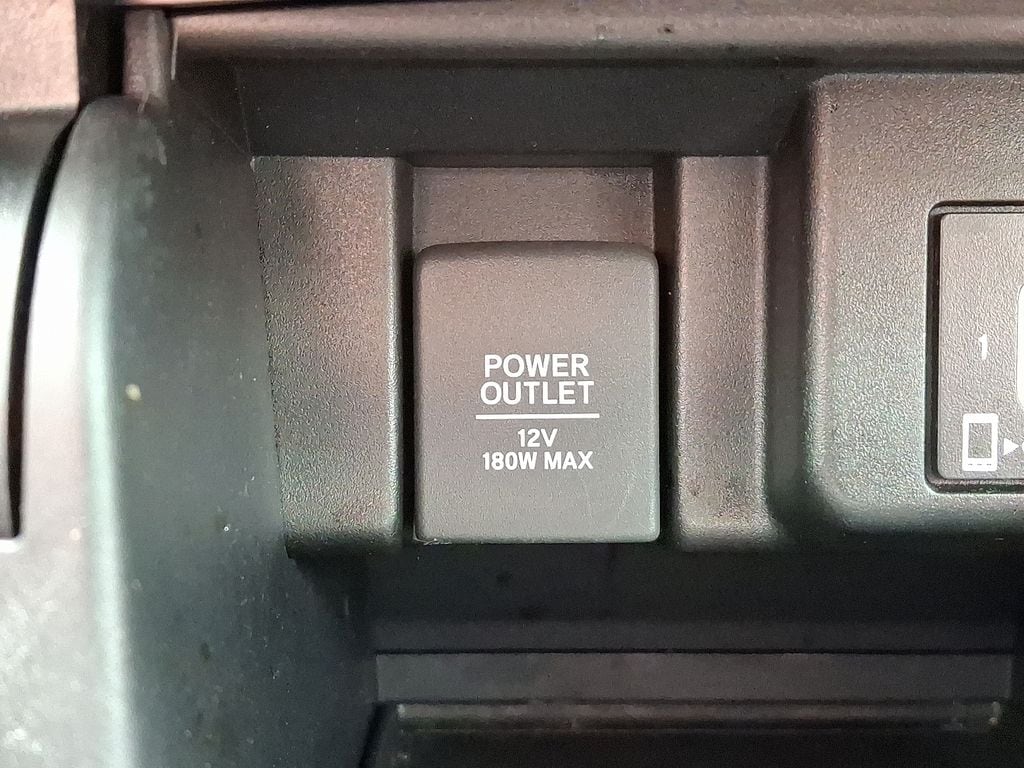 POWER
OUTLET
12V
180W MAX
1